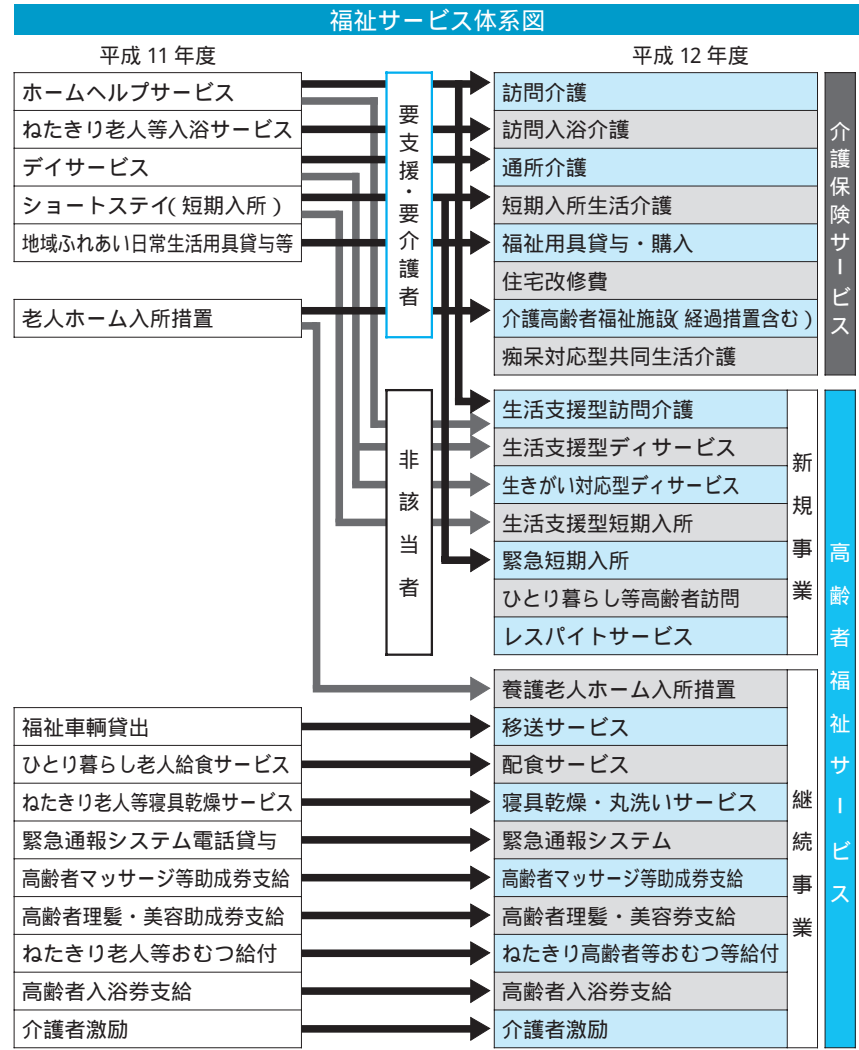 福祉サービス体系図
平成 11 年度
平成 12 年度
ホームヘルプサービス
ねたきり老人等入浴サービス
デイサービス
ショートステイ(短期入所)
地域ふれあい日常生活用具貸与等
老人ホーム入所措置
要支援・要介護者
訪問介護
訪問入浴介護
通所介護
短期入所生活介護
福祉用具貸与・購入
住宅改修費
介護高齢者福祉施設(経過措置含む)
痴呆対応型共同生活介護
介護保険サービス
非該当者
生活支援型訪問介護
生活支援型ディサービス
生きがい対応型ディサービス
生活支援型短期入所
緊急短期入所
ひとり暮らし等高齢者訪問
レスパイトサービス
新規事業
高齢者福祉サービス
福祉車輌貸出
ひとり暮らし老人給食サービス
ねたきり老人等寝具乾燥サービス
緊急通報システム電話貸与
高齢者マッサージ等助成券支給
高齢者理髪・美容助成券支給
ねたきり老人等おむつ給付
高齢者入浴券支給
介護者激励
養護老人ホーム入所措置
移送サービス
配食サービス
寝具乾燥・丸洗いサービス
緊急通報システム
高齢者マッサージ等助成券支給
高齢者理髪・美容券支給
ねたきり高齢者等おむつ等給付
高齢者入浴券支給
介護者激励
継続事業